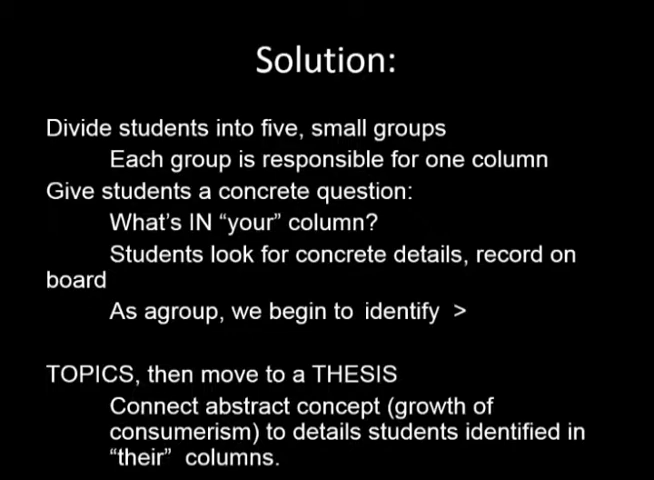 Solution:
Divide students into five, small groups
Each group is responsible for one column
Give students a concrete question:
What's IN “your” column?
Students look for concrete details, record on
board
As agroup, we begin to identify >
TOPICS, then move to a THESIS
Connect abstract concept (growth of
consumerism) to details students identified in
“their” columns.